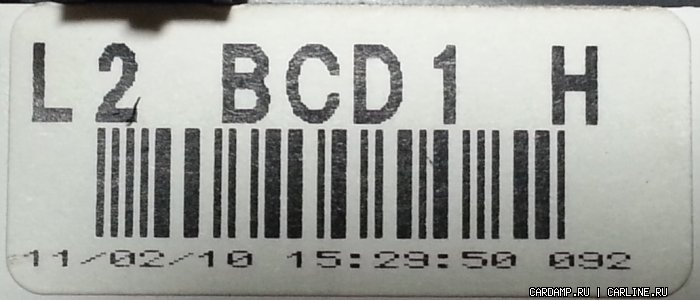 L2 BCD1 H
11/02/10 15:29:50 092
CARDAMP.RU | CARLINE.RU